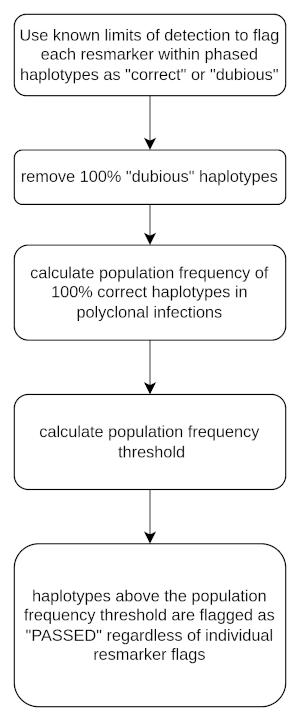 Use known limits of detection to flag
each resmarker within phased
haplotypes as "correct" or "dubious"
remove 100% "dubious" haplotypes
calculate population frequency of
100% correct haplotypes in
polyclonal infections
calculate population frequency
threshold
haplotypes above the population
frequency threshold are flagged as
"PASSED" regardless of individual
resmarker flags